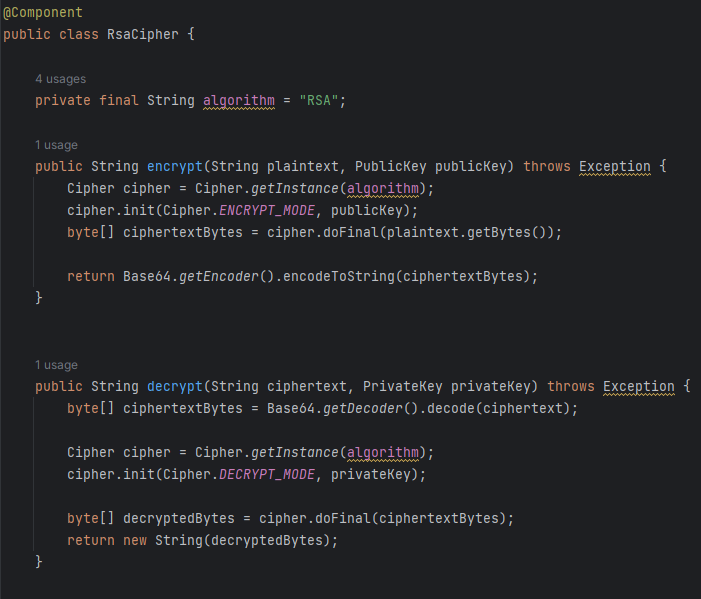 @Component
public class RsaCipher {
4 usages
private final String algorithm = "RSA";
1 usage
public String encrypt(String plaintext, PublicKey publicKey) throws Exception {
Cipher cipher = Cipher.getInstance(algorithm);
cipher.init(Cipher.ENCRYPT_MODE, publicKey);
byte[] ciphertextBytes = cipher.doFinal(plaintext.getBytes());
return Base64.getEncoder().encodeToString(ciphertextBytes);
}
1 usage
public String decrypt(String ciphertext, PrivateKey privateKey) throws Exception {
byte[] ciphertextBytes = Base64.getDecoder().decode(ciphertext);
Cipher cipher = Cipher.getInstance(algorithm);
cipher.init(Cipher.DECRYPT_MODE, privateKey);
byte[] decryptedBytes = cipher.doFinal(ciphertextBytes);
return new String(decryptedBytes);
}